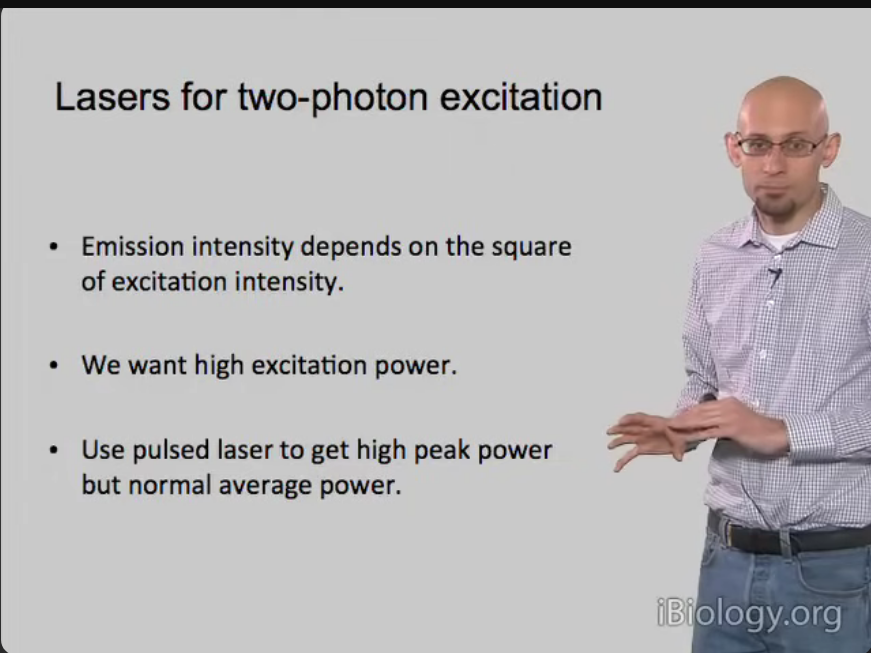 Lasers for two-photon excitation
• Emission intensity depends on the square
of excitation intensity.
• We want high excitation power.
• Use pulsed laser to get high peak power
but normal average power.
iBiology.org